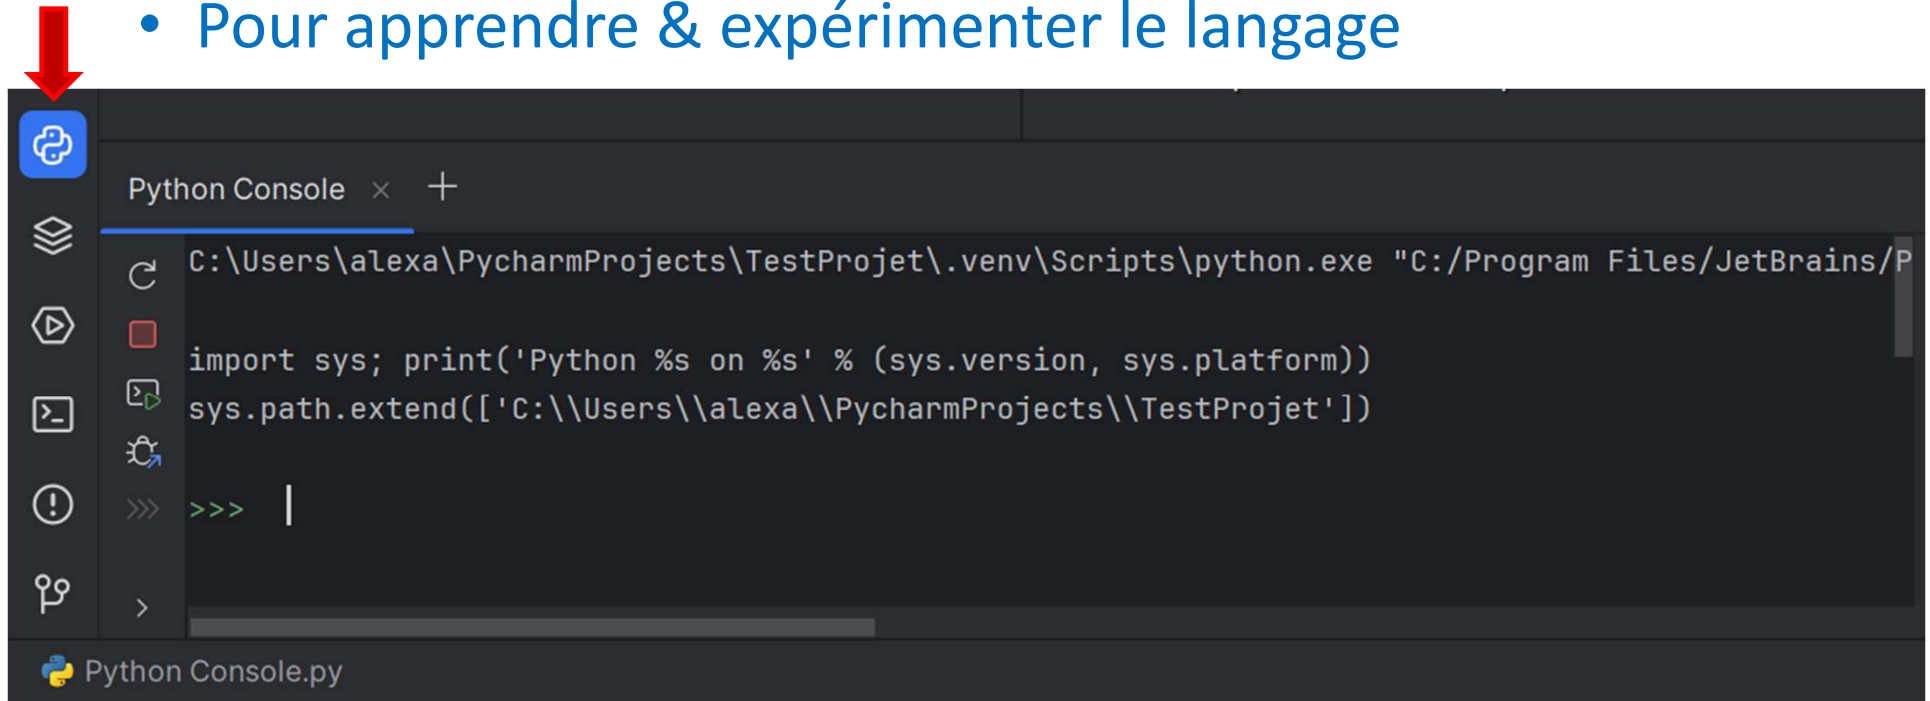 • Pour apprendre & expérimenter le langage
Python Console × +
C:\Users\alexa\PycharmProjects\TestProjet\.venv\Scripts\python.exe "C:/Program Files/JetBrains/P
import sys; print('Python %s on %s' % (sys.version, sys.platform))
sys.path.extend(['C:\\Users\\alexa\\PycharmProjects\\TestProjet'])
>>>
Python Console.py